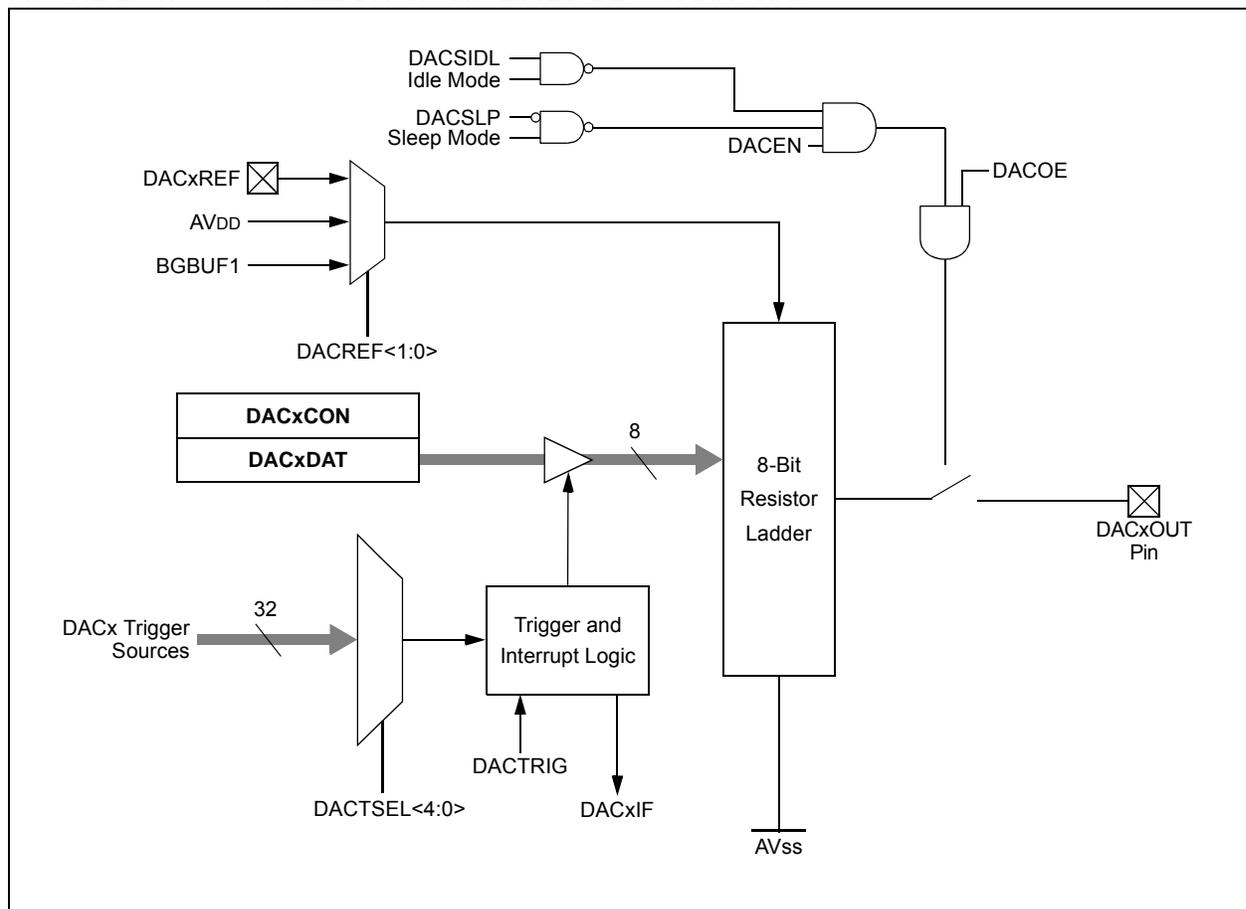 DACSIDL
Idle Mode
DACSLP
Sleep Mode
DACEN
DACOE
DACxREF
AVDD
BGBUF1
DACREF<1:0>
DACxCON
DACxDAT
8
8-Bit
Resistor
Ladder
DACxOUT
Pin
32
DACx Trigger
Sources
Trigger and
Interrupt Logic
DACTRIG
DACTSEL<4:0>
DACxIF
AVss